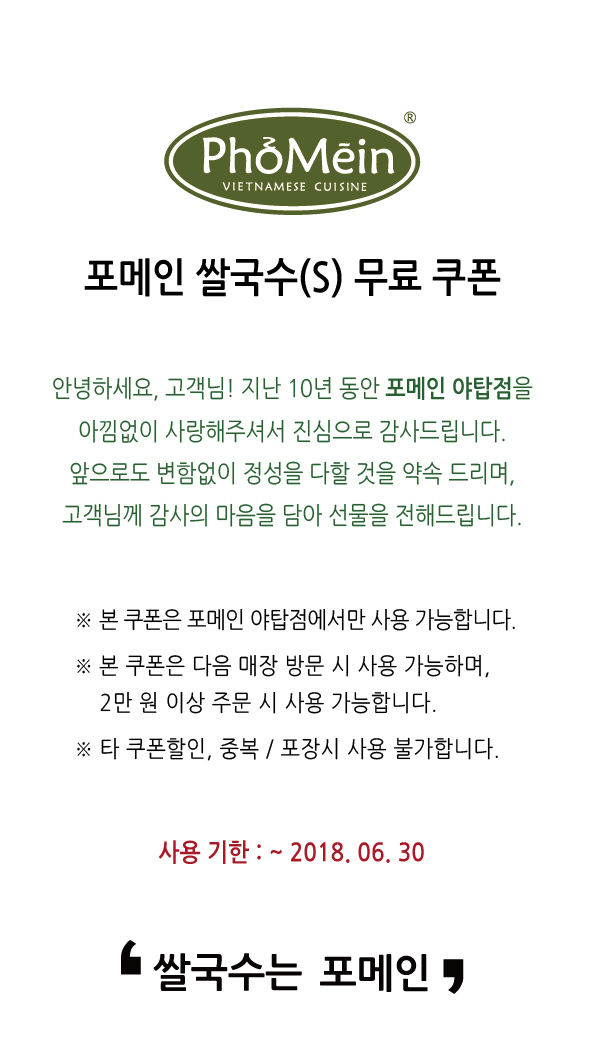 PhởMein
®
VIETNAMESE CUISINE
포메인 쌀국수(S) 무료 쿠폰
안녕하세요, 고객님! 지난 10년 동안 포메인 야탑점을
아낌없이 사랑해주셔서 진심으로 감사드립니다.
앞으로도 변함없이 정성을 다할 것을 약속 드리며,
고객님께 감사의 마음을 담아 선물을 전해드립니다.
※ 본 쿠폰은 포메인 야탑점에서만 사용 가능합니다.
※ 본 쿠폰은 다음 매장 방문 시 사용 가능하며,
2만 원 이상 주문 시 사용 가능합니다.
※ 타 쿠폰할인, 중복 / 포장시 사용 불가합니다.
사용 기한 : ~ 2018. 06. 30
‘ 쌀국수는 포메인 ’